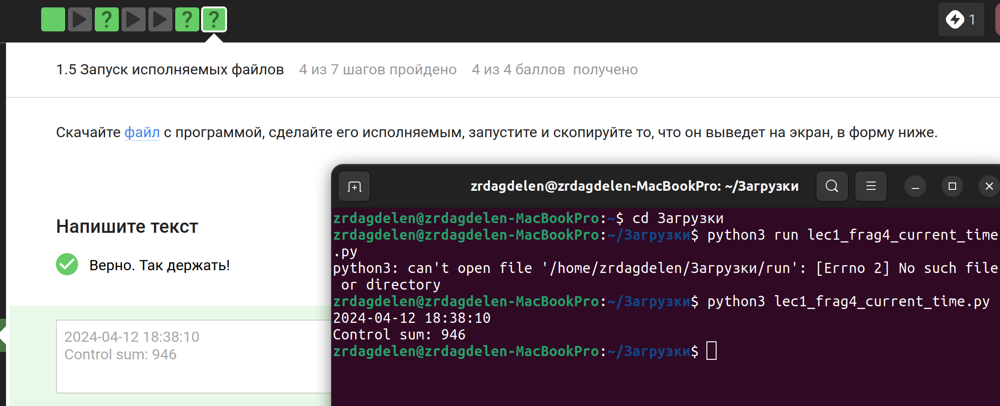 ? ? ? 1
1.5 Запуск исполняемых файлов 4 из 7 шагов пройдено 4 из 4 баллов получено
Скачайте файл с программой, сделайте его исполняемым, запустите и скопируйте то, что он выведет на экран, в форму ниже.
Напишите текст
Верно. Так держать!
2024-04-12 18:38:10
Control sum: 946
zrdagdelen@zrdagdelen-MacBookPro: ~/Загрузки
zrdagdelen@zrdagdelen-MacBookPro:~$ cd Загрузки
zrdagdelen@zrdagdelen-MacBookPro:~/Загрузки$ python3 run lec1_frag4_current_time
.py
python3: can't open file '/home/zrdagdelen/Загрузки/run': [Errno 2] No such file
or directory
zrdagdelen@zrdagdelen-MacBookPro:~/Загрузки$ python3 lec1_frag4_current_time.py
2024-04-12 18:38:10
Control sum: 946
zrdagdelen@zrdagdelen-MacBookPro:~/Загрузки$